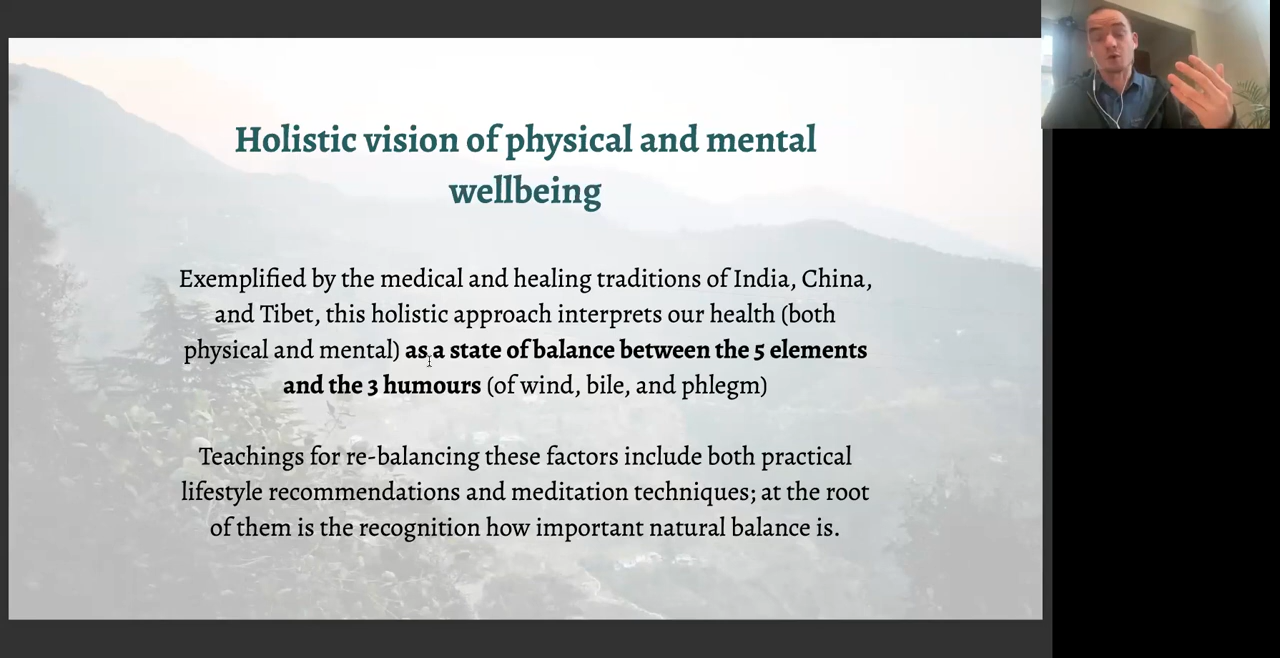 Holistic vision of physical and mental
wellbeing
Exemplified by the medical and healing traditions of India, China,
and Tibet, this holistic approach interprets our health (both
physical and mental) as a state of balance between the 5 elements
and the 3 humours (of wind, bile, and phlegm)
Teachings for re-balancing these factors include both practical
lifestyle recommendations and meditation techniques; at the root
of them is the recognition how important natural balance is.